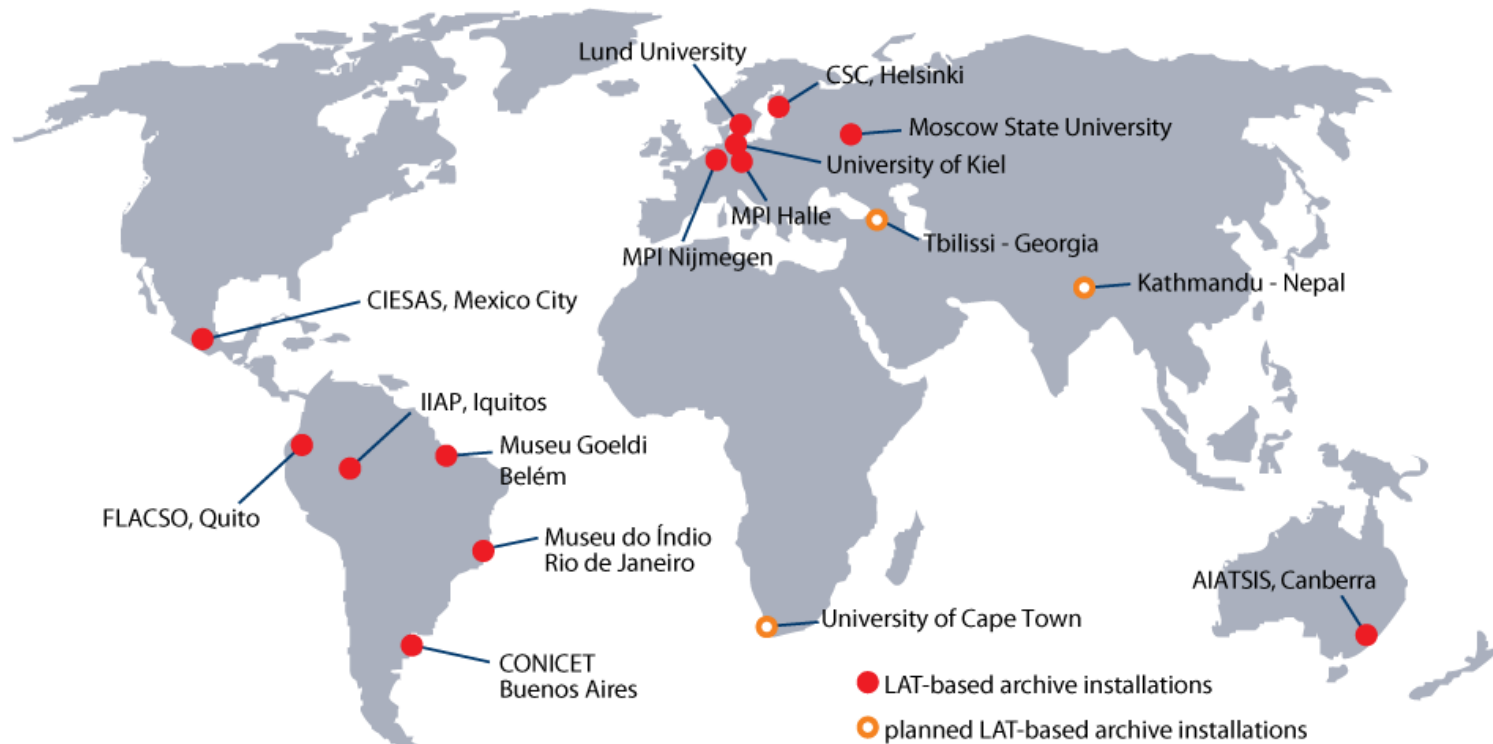 Lund University
CSC, Helsinki
Moscow State University
University of Kiel
MPI Halle
MPI Nijmegen
Tbilissi - Georgia
Kathmandu - Nepal
CIESAS, Mexico City
IIAP, Iquitos
Museu Goeldi
Belém
FLACSO, Quito
Museu do Índio
Rio de Janeiro
AIATSIS, Canberra
University of Cape Town
CONICET
Buenos Aires
LAT-based archive installations
planned LAT-based archive installations